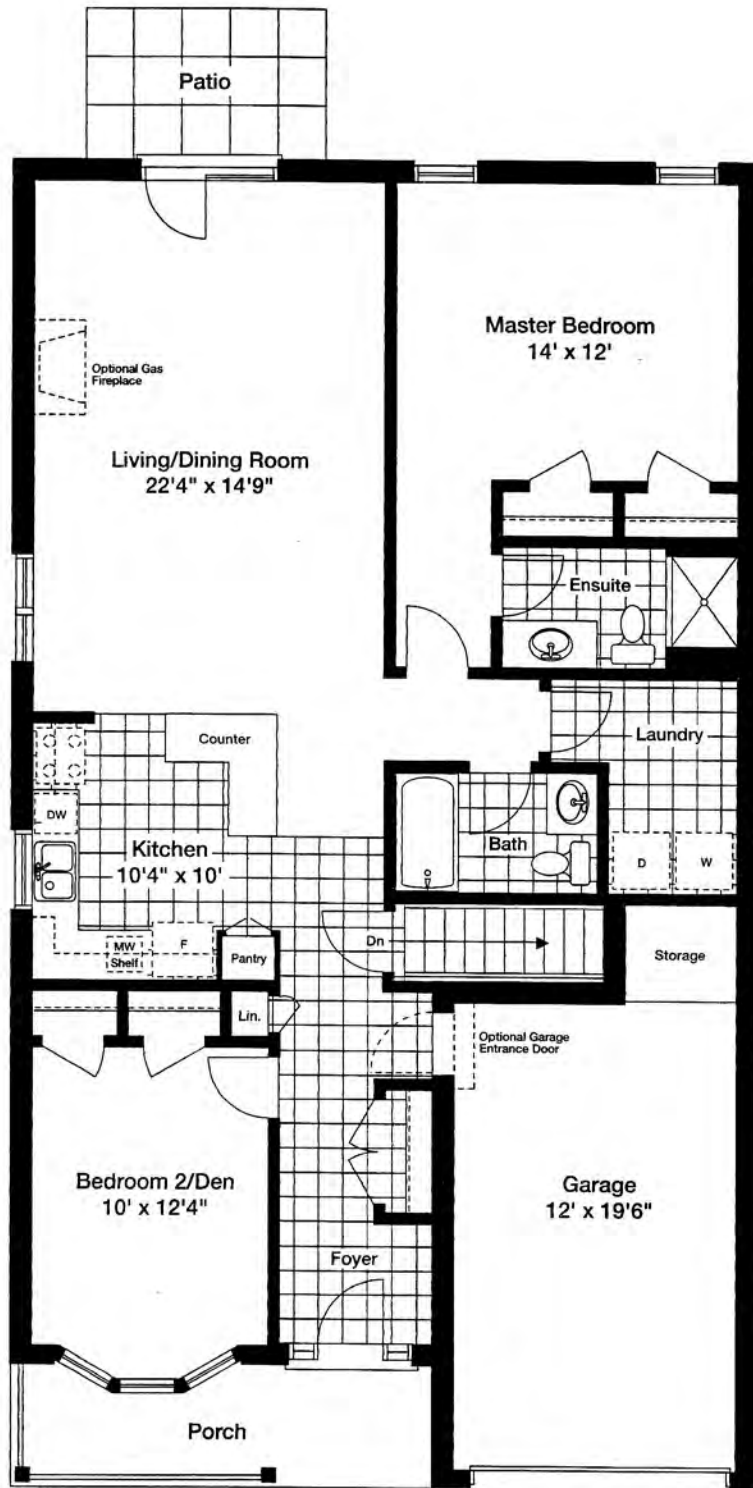 Patio
Master Bedroom
14' x 12'
Optional Gas
Fireplace
Living/Dining Room
22'4" x 14'9"
Ensuite
Counter
Laundry
DW
Kitchen
10'4" x 10'
Bath
D
W
MW
Shelf
F
Pantry
Dn
Storage
Lin.
Optional Garage
Entrance Door
Bedroom 2/Den
10' x 12'4"
Garage
12' x 19'6"
Foyer
Porch